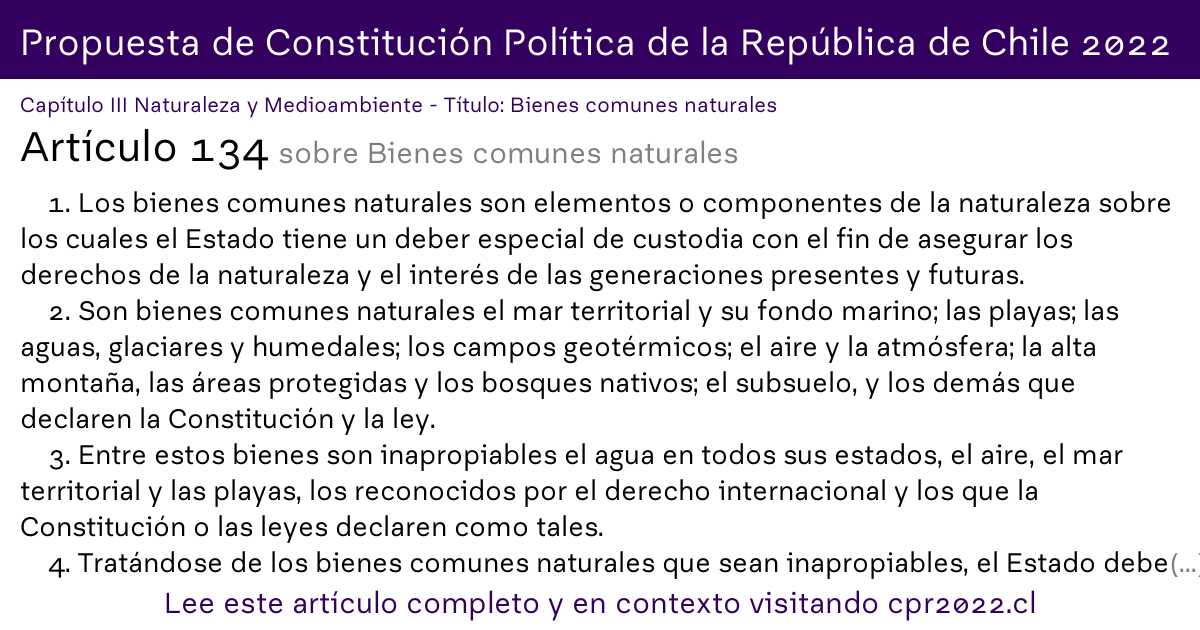 Propuesta de Constitución Política de la República de Chile 2022
Capítulo III Naturaleza y Medioambiente - Título: Bienes comunes naturales
Artículo 134 sobre Bienes comunes naturales
1. Los bienes comunes naturales son elementos o componentes de la naturaleza sobre
los cuales el Estado tiene un deber especial de custodia con el fin de asegurar los
derechos de la naturaleza y el interés de las generaciones presentes y futuras.
2. Son bienes comunes naturales el mar territorial y su fondo marino; las playas; las
aguas, glaciares y humedales; los campos geotérmicos; el aire y la atmósfera; la alta
montaña, las áreas protegidas y los bosques nativos; el subsuelo, y los demás que
declaren la Constitución y la ley.
3. Entre estos bienes son inapropiables el agua en todos sus estados, el aire, el mar
territorial y las playas, los reconocidos por el derecho internacional y los que la
Constitución o las leyes declaren como tales.
4. Tratándose de los bienes comunes naturales que sean inapropiables, el Estado debe(...)
Lee este artículo completo y en contexto visitando cpr2022.cl